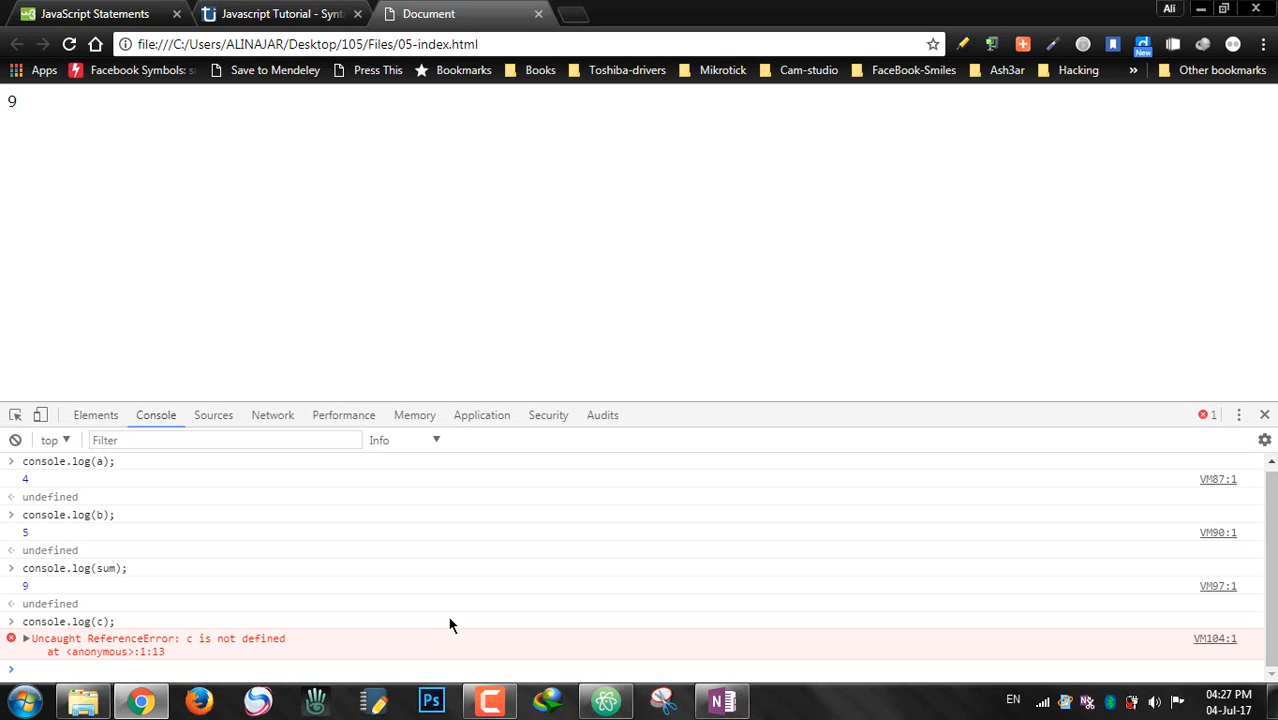 JavaScript Statements
Javascript Tutorial - Synt
Document
Ali
file:///C:/Users/ALINAJAR/Desktop/105/Files/05-index.html
New
Apps
Facebook Symbols: s
Save to Mendeley
Press This
Bookmarks
Books
Toshiba-drivers
Mikrotick
Cam-studio
FaceBook-Smiles
Ash3ar
Hacking
»
Other bookmarks
9
Elements
Console
Sources
Network
Performance
Memory
Application
Security
Audits
1
top
Filter
Info
> console.log(a);
4 VM87:1
undefined
> console.log(b);
5 VM90:1
undefined
> console.log(sum);
9 VM97:1
undefined
> console.log(c);
Uncaught ReferenceError: c is not defined VM104:1
at <anonymous>:1:13
>
Ps
EN
04:27 PM
04-Jul-17